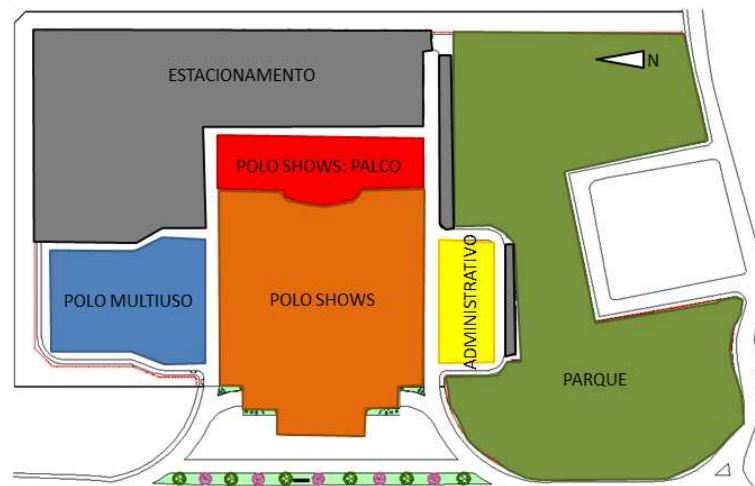 ESTACIONAMENTO
N
POLO SHOWS: PALCO
POLO MULTIUSO
POLO SHOWS
ADMINISTRATIVO
PARQUE